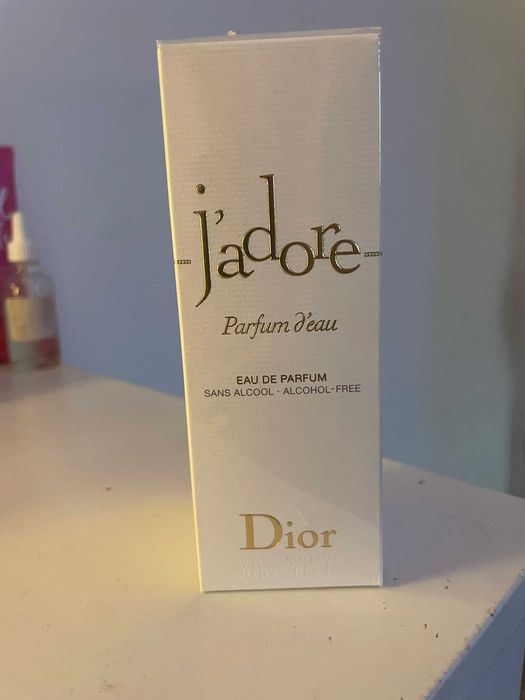 j'adore
Parfum d'eau
EAU DE PARFUM
SANS ALCOOL · ALCOHOL-FREE
Dior